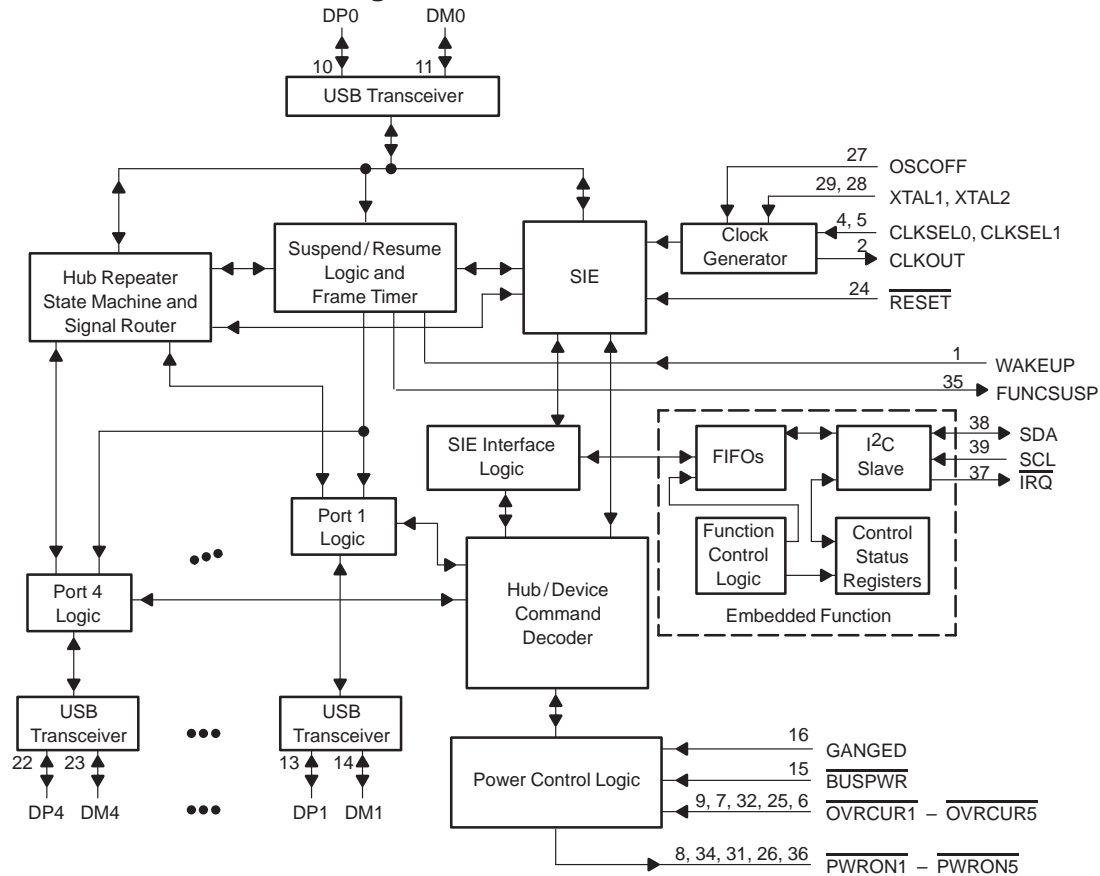 DP0 DM0
10 11
USB Transceiver
27 OSCOFF
29, 28 XTAL1, XTAL2
4, 5 CLKSEL0, CLKSEL1
2 CLKOUT
Clock
Generator
24 RESET
Suspend/Resume
Logic and
Frame Timer
SIE
Hub Repeater
State Machine and
Signal Router
1 WAKEUP
35 FUNCSUSP
SIE Interface
Logic
FIFOs
I2C
Slave
38 SDA
39 SCL
37 IRQ
Port 1
Logic
Function
Control
Logic
Control
Status
Registers
Embedded Function
Port 4
Logic
Hub/Device
Command
Decoder
USB
Transceiver
USB
Transceiver
22 23 13 14
DP4 DM4 DP1 DM1
Power Control Logic
16 GANGED
15 BUSPWR
9, 7, 32, 25, 6 OVRCUR1 – OVRCUR5
8, 34, 31, 26, 36 PWRON1 – PWRON5